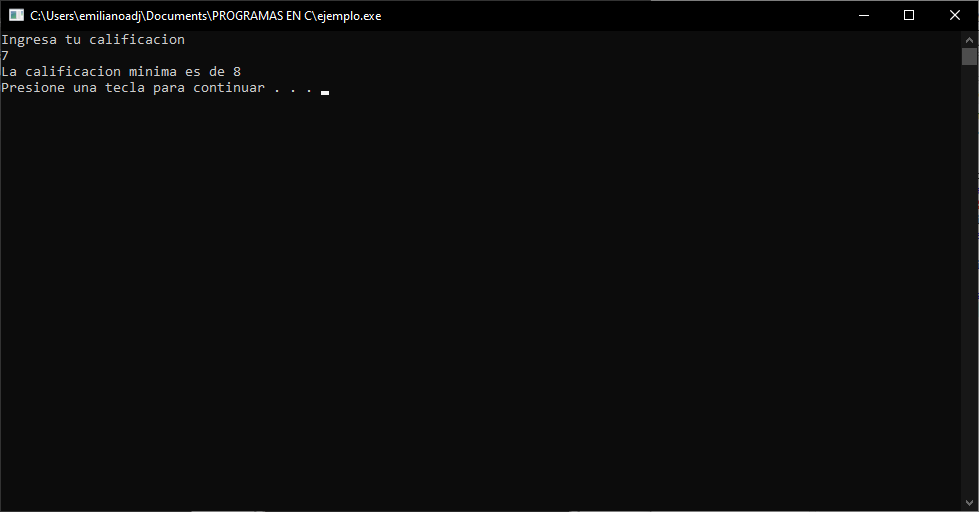 C:\Users\emilianoadj\Documents\PROGRAMAS EN C\ejemplo.exe
Ingresa tu calificacion
7
La calificacion minima es de 8
Presione una tecla para continuar . . .